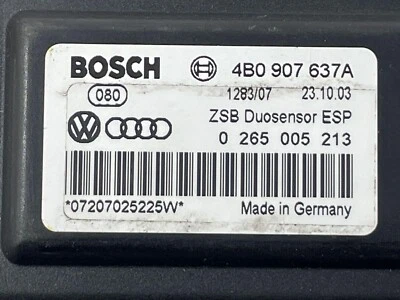 BOSCH 4B0 907 637A
080 1283/07 23.10.03
ZSB Duosensor ESP
0 265 005 213
*07207025225W* Made in Germany